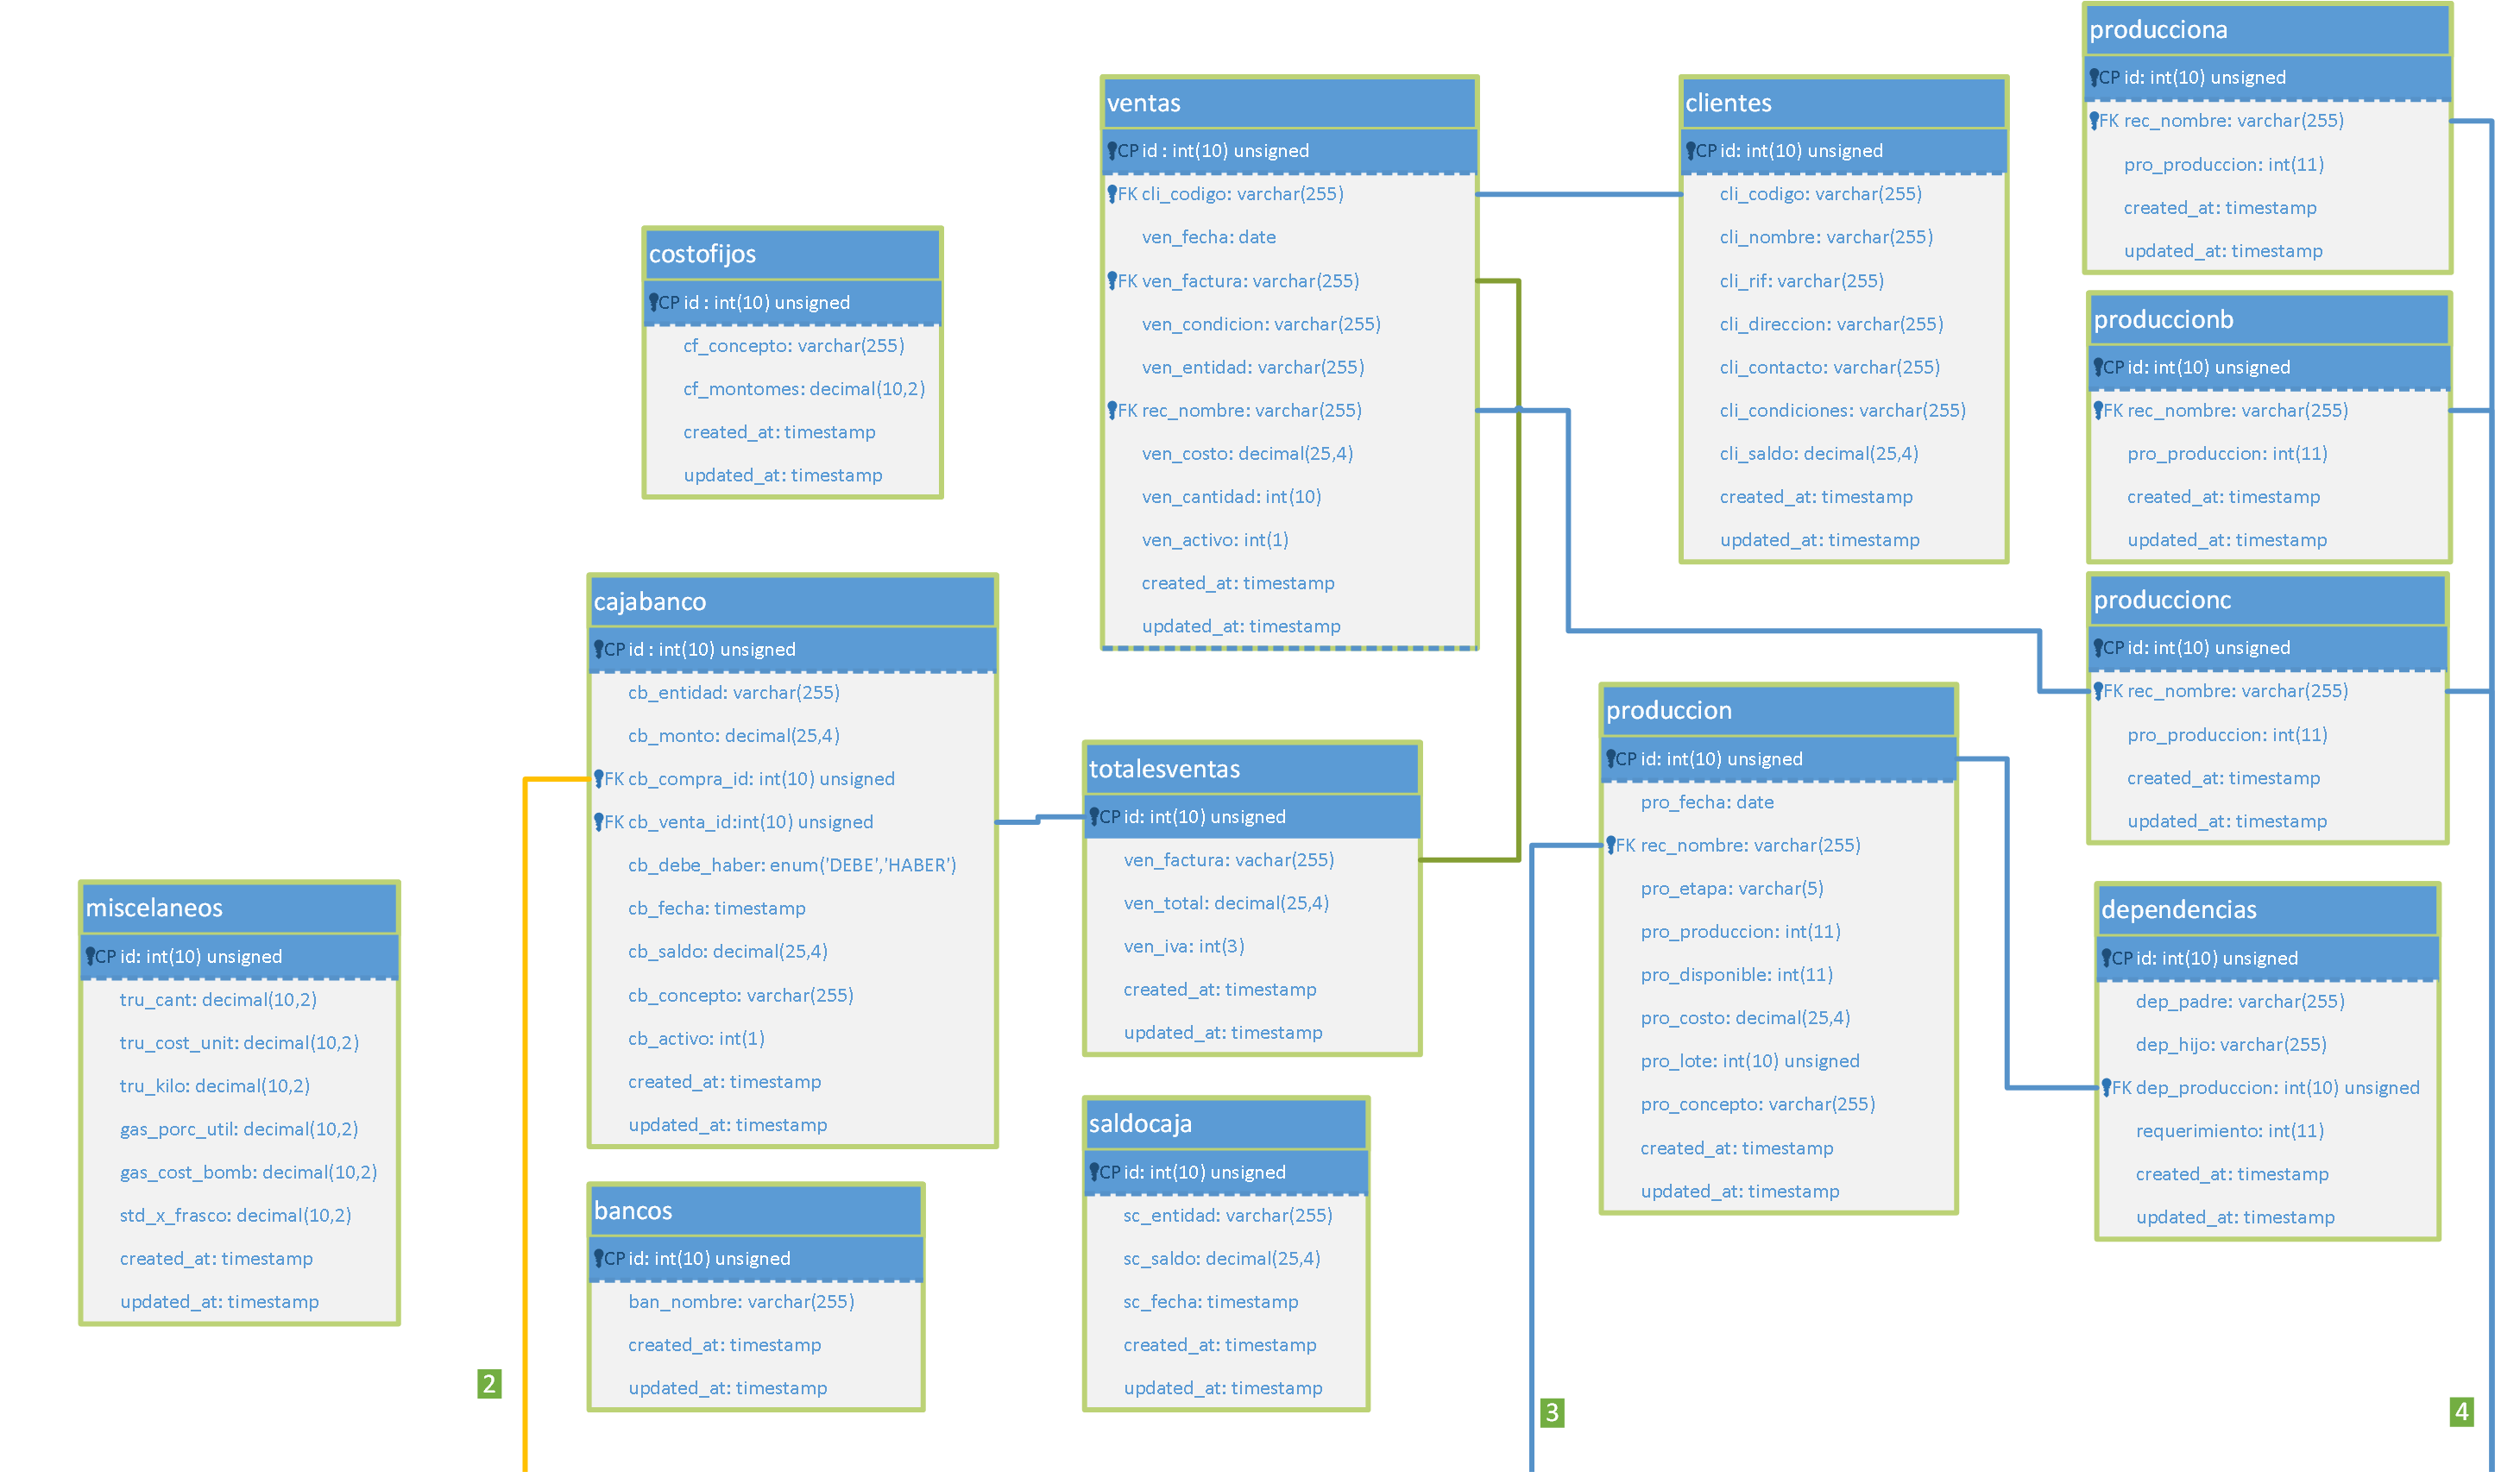 producciona
CP id: int(10) unsigned
FK rec_nombre: varchar(255)
pro_produccion: int(11)
created_at: timestamp
updated_at: timestamp
ventas
CP id : int(10) unsigned
FK cli_codigo: varchar(255)
ven_fecha: date
FK ven_factura: varchar(255)
ven_condicion: varchar(255)
ven_entidad: varchar(255)
FK rec_nombre: varchar(255)
ven_costo: decimal(25,4)
ven_cantidad: int(10)
ven_activo: int(1)
created_at: timestamp
updated_at: timestamp
clientes
CP id: int(10) unsigned
cli_codigo: varchar(255)
cli_nombre: varchar(255)
cli_rif: varchar(255)
cli_direccion: varchar(255)
cli_contacto: varchar(255)
cli_condiciones: varchar(255)
cli_saldo: decimal(25,4)
created_at: timestamp
updated_at: timestamp
costofijos
CP id : int(10) unsigned
cf_concepto: varchar(255)
cf_montomes: decimal(10,2)
created_at: timestamp
updated_at: timestamp
produccionb
CP id: int(10) unsigned
FK rec_nombre: varchar(255)
pro_produccion: int(11)
created_at: timestamp
updated_at: timestamp
cajabanco
CP id : int(10) unsigned
cb_entidad: varchar(255)
cb_monto: decimal(25,4)
FK cb_compra_id: int(10) unsigned
FK cb_venta_id:int(10) unsigned
cb_debe_haber: enum('DEBE','HABER')
cb_fecha: timestamp
cb_saldo: decimal(25,4)
cb_concepto: varchar(255)
cb_activo: int(1)
created_at: timestamp
updated_at: timestamp
produccionc
CP id: int(10) unsigned
FK rec_nombre: varchar(255)
pro_produccion: int(11)
created_at: timestamp
updated_at: timestamp
produccion
CP id: int(10) unsigned
pro_fecha: date
FK rec_nombre: varchar(255)
pro_etapa: varchar(5)
pro_produccion: int(11)
pro_disponible: int(11)
pro_costo: decimal(25,4)
pro_lote: int(10) unsigned
pro_concepto: varchar(255)
created_at: timestamp
updated_at: timestamp
totalesventas
CP id: int(10) unsigned
ven_factura: vachar(255)
ven_total: decimal(25,4)
ven_iva: int(3)
created_at: timestamp
updated_at: timestamp
miscelaneos
CP id: int(10) unsigned
tru_cant: decimal(10,2)
tru_cost_unit: decimal(10,2)
tru_kilo: decimal(10,2)
gas_porc_util: decimal(10,2)
gas_cost_bomb: decimal(10,2)
std_x_frasco: decimal(10,2)
created_at: timestamp
updated_at: timestamp
dependencias
CP id: int(10) unsigned
dep_padre: varchar(255)
dep_hijo: varchar(255)
FK dep_produccion: int(10) unsigned
requerimiento: int(11)
created_at: timestamp
updated_at: timestamp
saldocaja
CP id: int(10) unsigned
sc_entidad: varchar(255)
sc_saldo: decimal(25,4)
sc_fecha: timestamp
created_at: timestamp
updated_at: timestamp
bancos
CP id: int(10) unsigned
ban_nombre: varchar(255)
created_at: timestamp
updated_at: timestamp
2
3
4